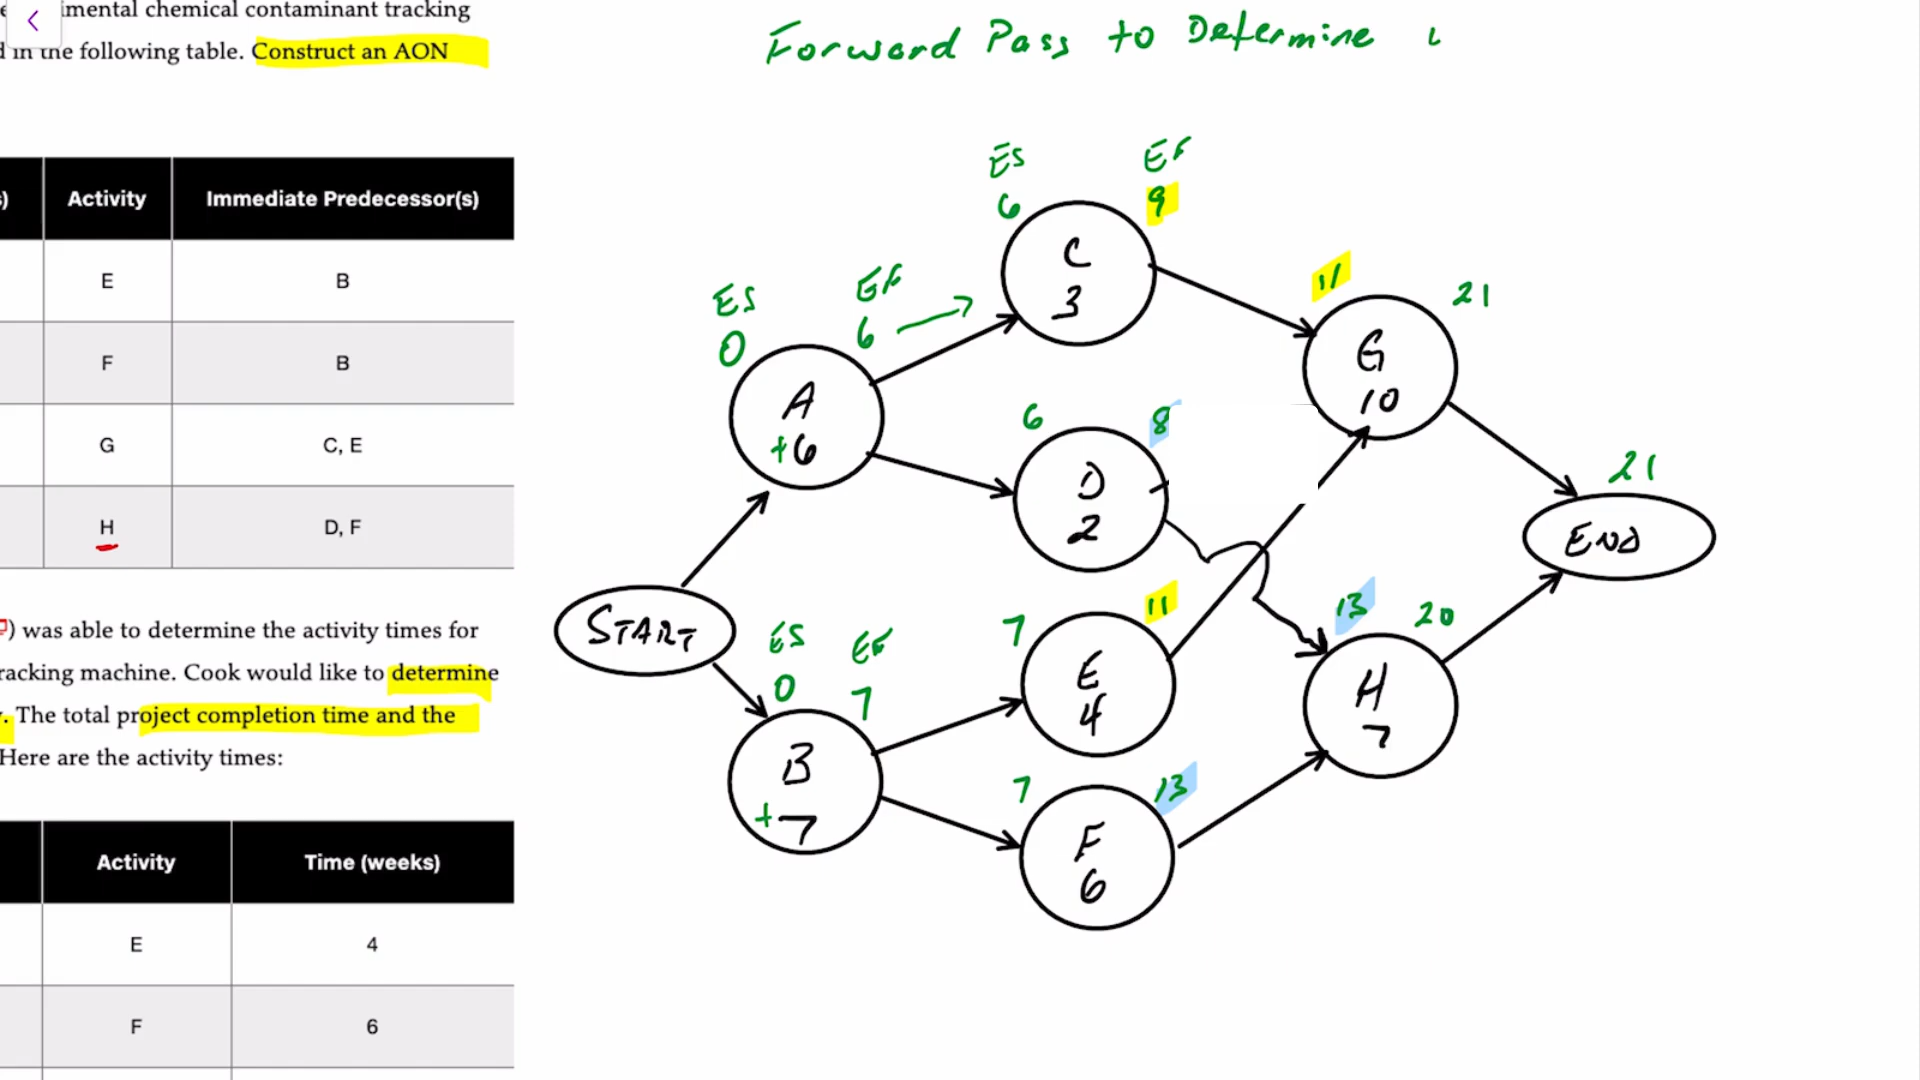 imental chemical contaminant tracking
d in the following table. Construct an AON
) Activity Immediate Predecessor(s)
E B
F B
G C, E
H D, F
) was able to determine the activity times for
racking machine. Cook would like to determine
. The total project completion time and the
Here are the activity times:
Activity Time (weeks)
E 4
F 6
Forward Pass to Determine
ES EF
6 9
C
3
ES EF
0 6
A
+6
11 21
G
10
6 8
D
2
21
END
START
ES EF
0 7
B
+7
7 11
E
4
13 20
H
7
7 13
F
6